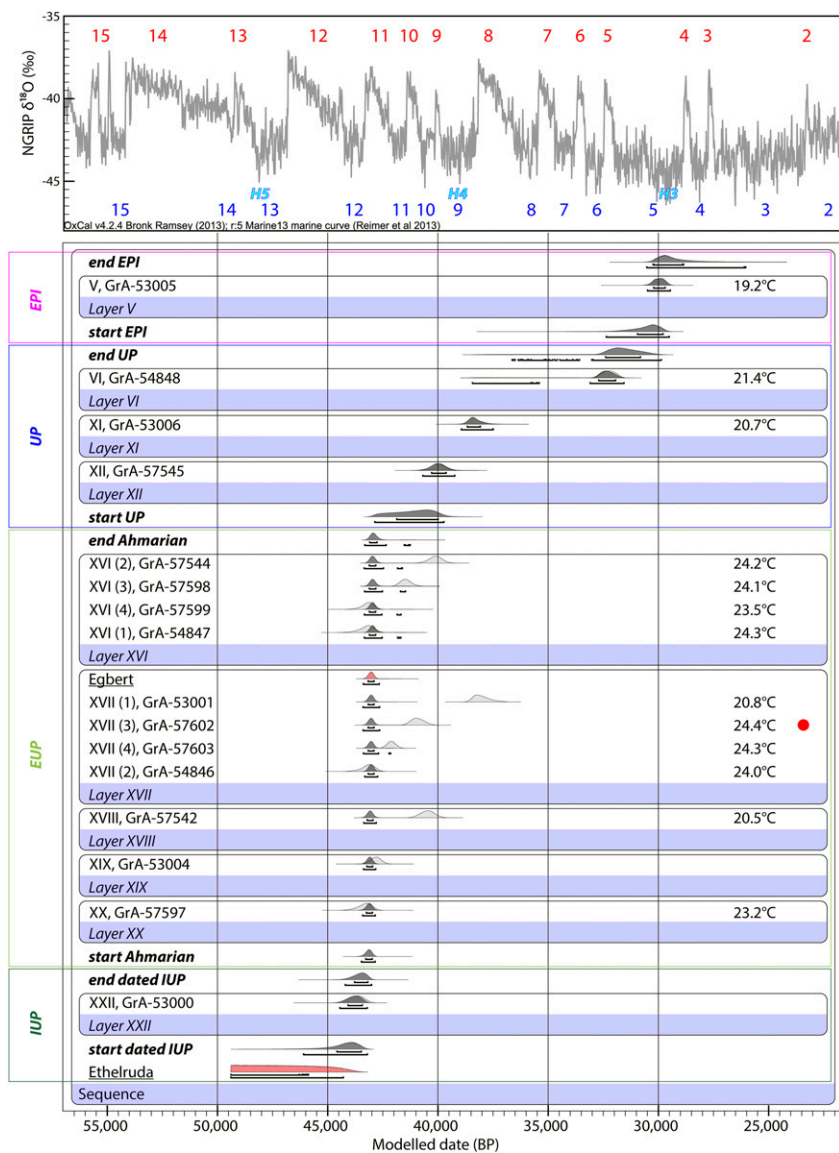 15 14 13 12 11 10 9 8 7 6 5 4 3 2
-35
-40
-45
NGRIP δ¹⁸O (‰)
H5 H4 H3
15 14 13 12 11 10 9 8 7 6 5 4 3 2
OxCal v4.2.4 Bronk Ramsey (2013); r:5 Marine13 marine curve (Reimer et al 2013)
EPI
end EPI
V, GrA-53005 19.2°C
Layer V
start EPI
UP
end UP
VI, GrA-54848 21.4°C
Layer VI
XI, GrA-53006 20.7°C
Layer XI
XII, GrA-57545
Layer XII
start UP
EUP
end Ahmarian
XVI (2), GrA-57544 24.2°C
XVI (3), GrA-57598 24.1°C
XVI (4), GrA-57599 23.5°C
XVI (1), GrA-54847 24.3°C
Layer XVI
Egbert
XVII (1), GrA-53001 20.8°C
XVII (3), GrA-57602 24.4°C
XVII (4), GrA-57603 24.3°C
XVII (2), GrA-54846 24.0°C
Layer XVII
XVIII, GrA-57542 20.5°C
Layer XVIII
XIX, GrA-53004
Layer XIX
XX, GrA-57597 23.2°C
Layer XX
start Ahmarian
IUP
end dated IUP
XXII, GrA-53000
Layer XXII
start dated IUP
Ethelruda
Sequence
55,000 50,000 45,000 40,000 35,000 30,000 25,000
Modelled date (BP)